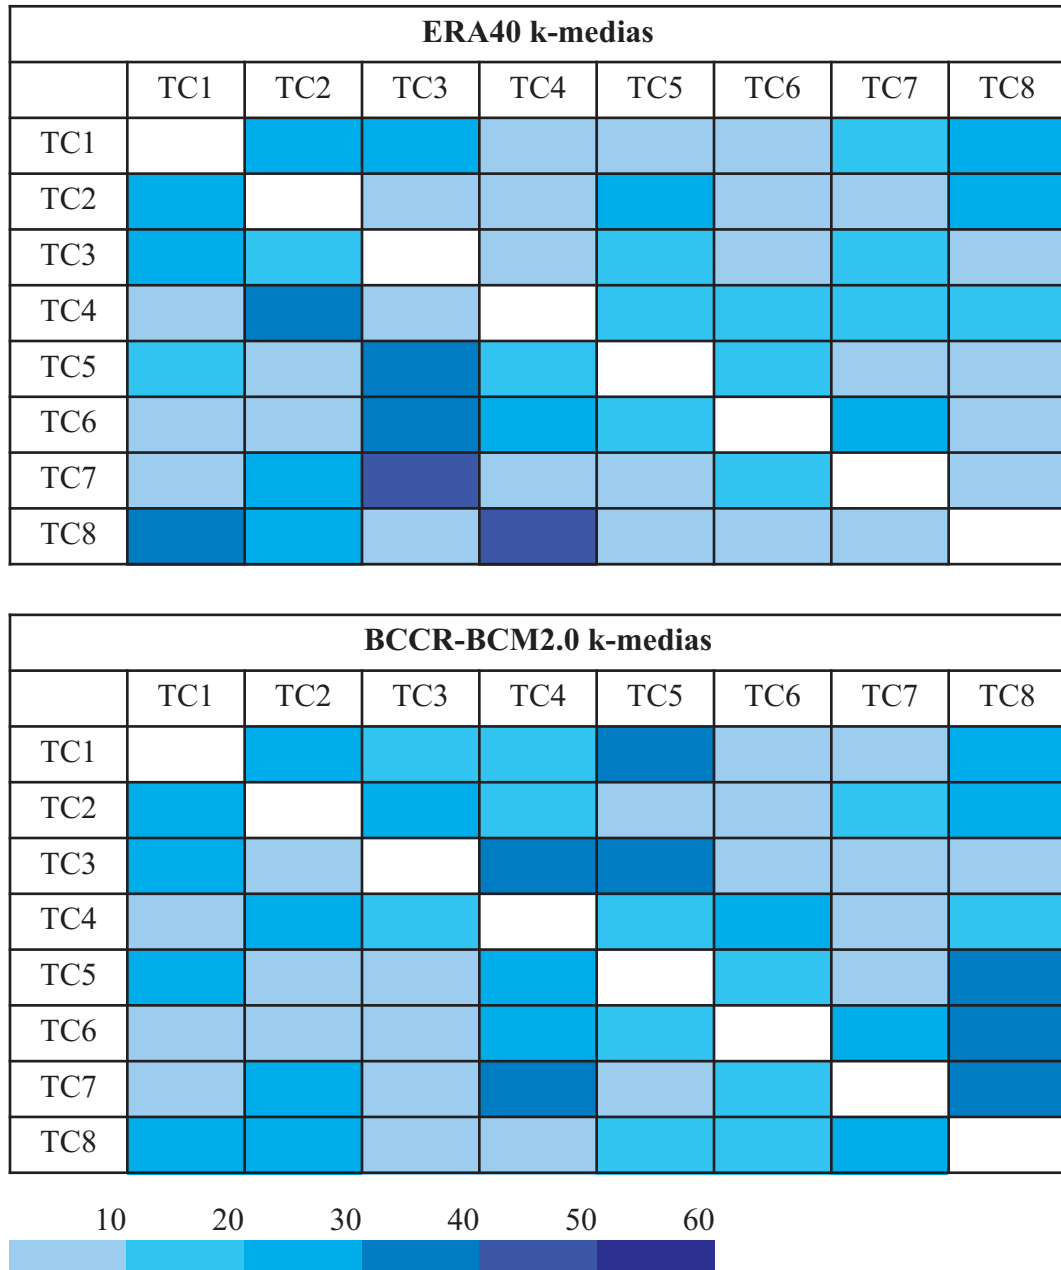 ERA40 k-medias
TC1 TC2 TC3 TC4 TC5 TC6 TC7 TC8
TC1
TC2
TC3
TC4
TC5
TC6
TC7
TC8
BCCR-BCM2.0 k-medias
TC1 TC2 TC3 TC4 TC5 TC6 TC7 TC8
TC1
TC2
TC3
TC4
TC5
TC6
TC7
TC8
10 20 30 40 50 60